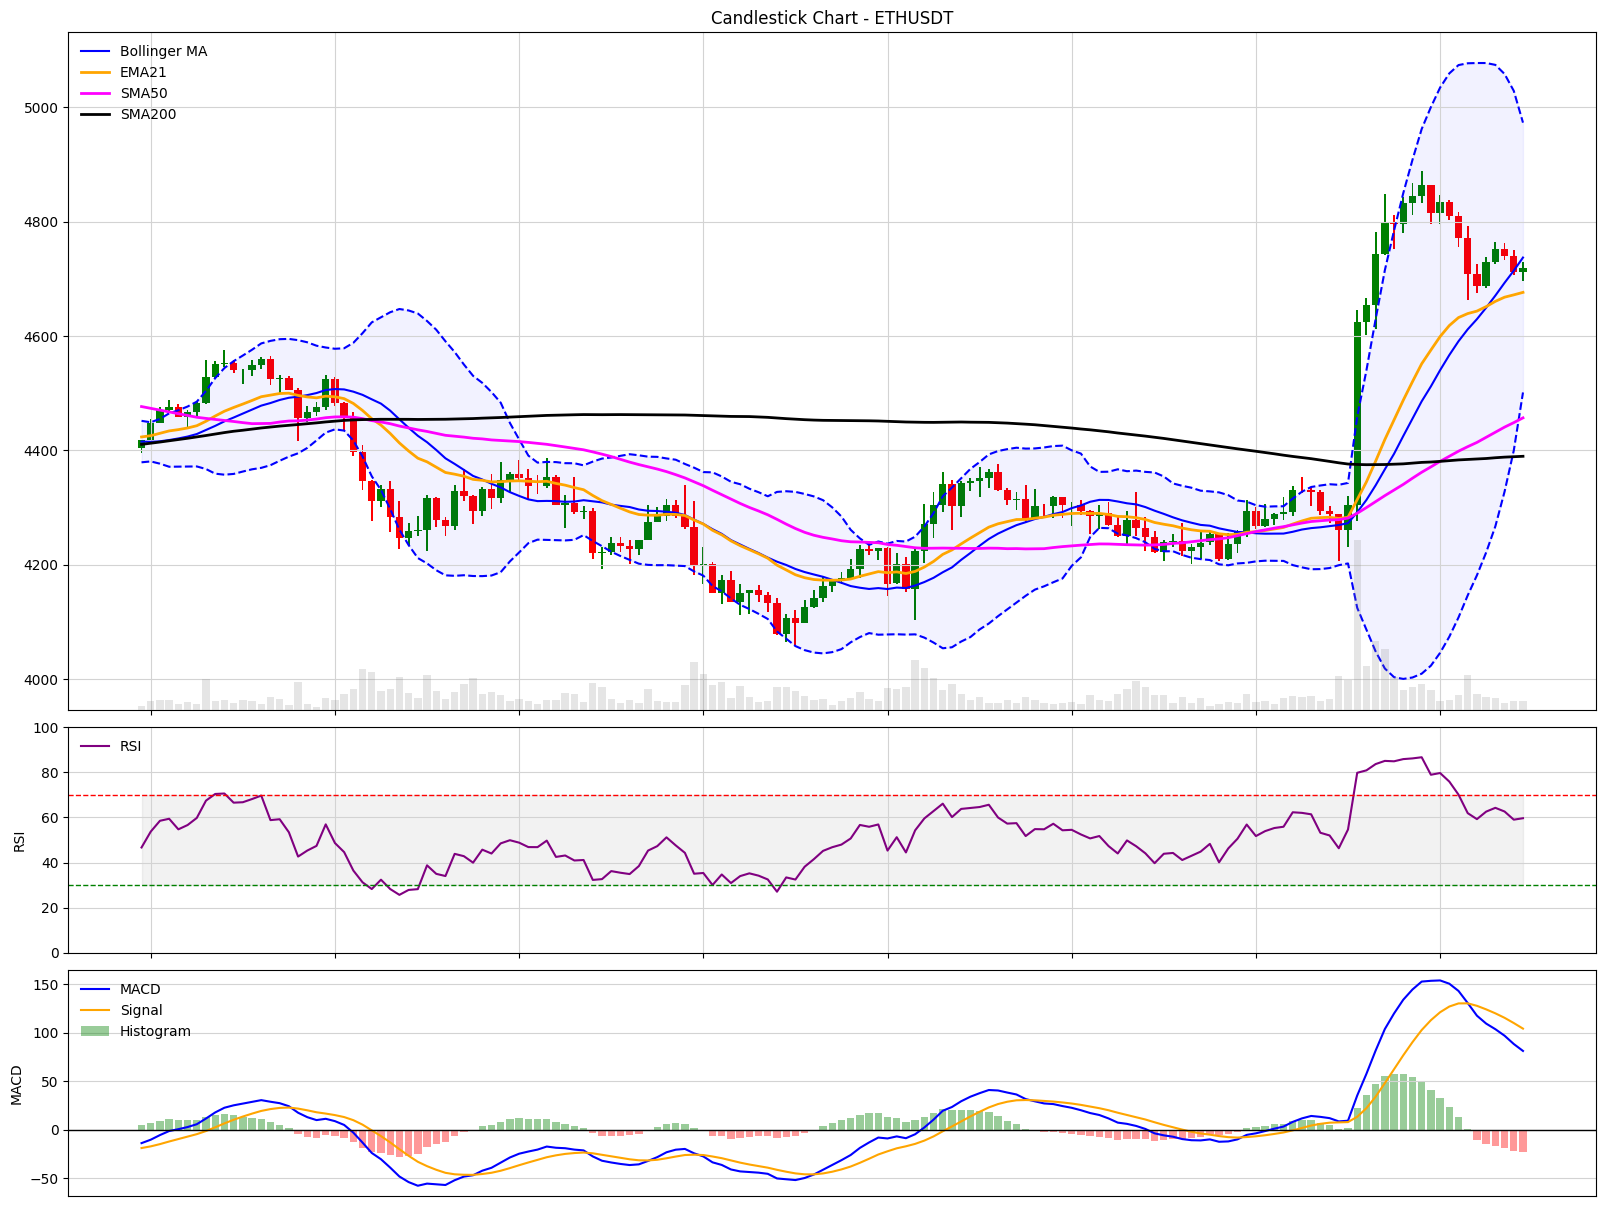 Candlestick Chart - ETHUSDT
Bollinger MA
EMA21
SMA50
SMA200
5000
4800
4600
4400
4200
4000
RSI
100
80
60
40
20
0
RSI
MACD
Signal
Histogram
150
100
50
0
−50
MACD